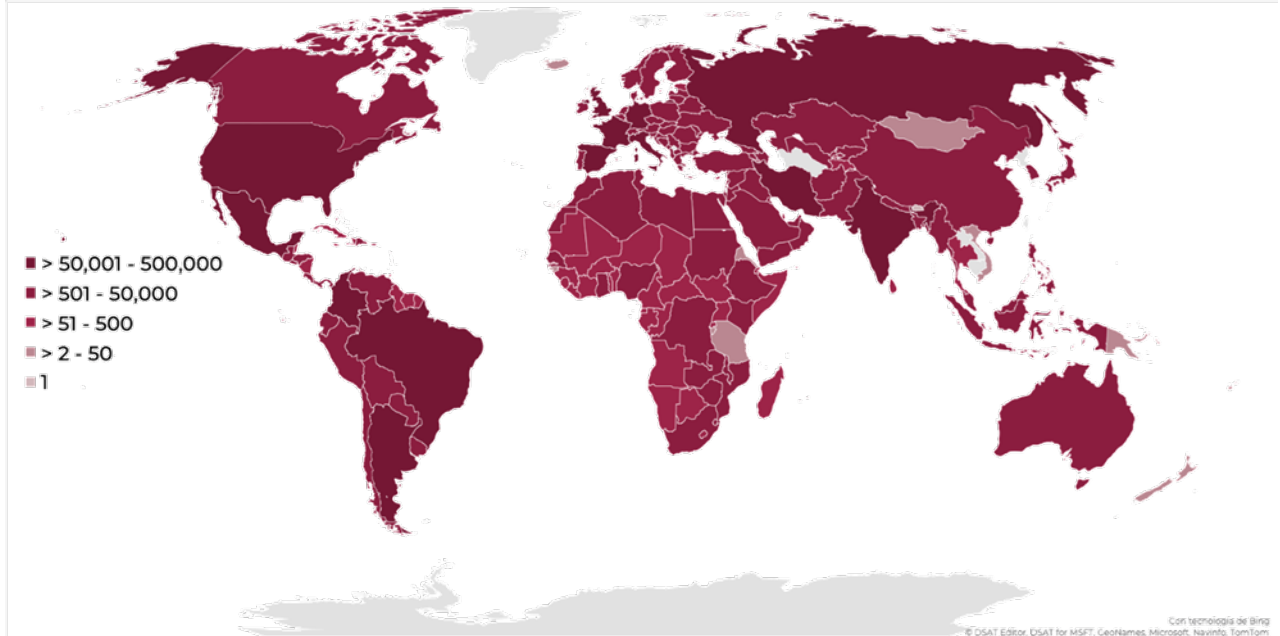 > 50,001 - 500,000
> 501 - 50,000
> 51 - 500
> 2 - 50
1
Con tecnología de Bing
© DSAT Editor, DSAT for MSFT, GeoNames, Microsoft, Navinfo, TomTom